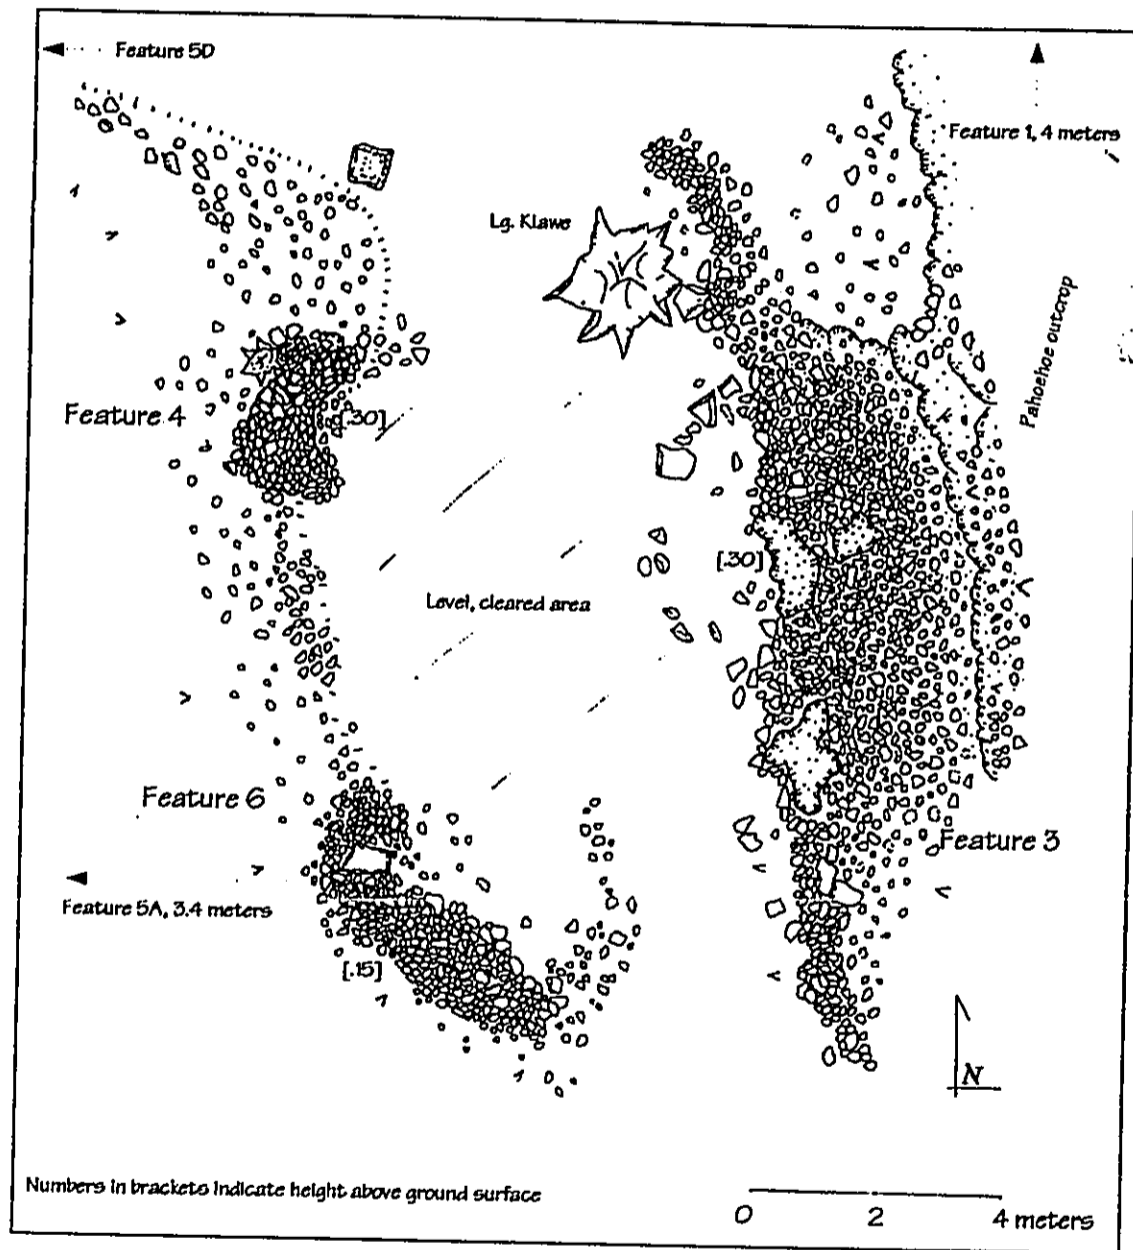 Feature 5D
Feature 1, 4 meters
Lg. Kiawe
Pahoehoe outcrop
Feature 4
[.30]
[.30]
Level, cleared area
Feature 6
Feature 3
Feature 5A, 3.4 meters
[.15]
N
Numbers in brackets indicate height above ground surface
0 2 4 meters